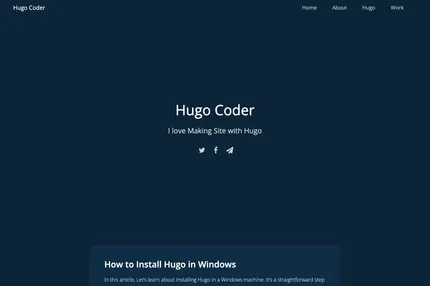 Hugo Coder
Home About Hugo Work
Hugo Coder
I love Making Site with Hugo
How to Install Hugo in Windows
In this article, Let's learn about installing Hugo in a Windows machine, It's a straightforward step